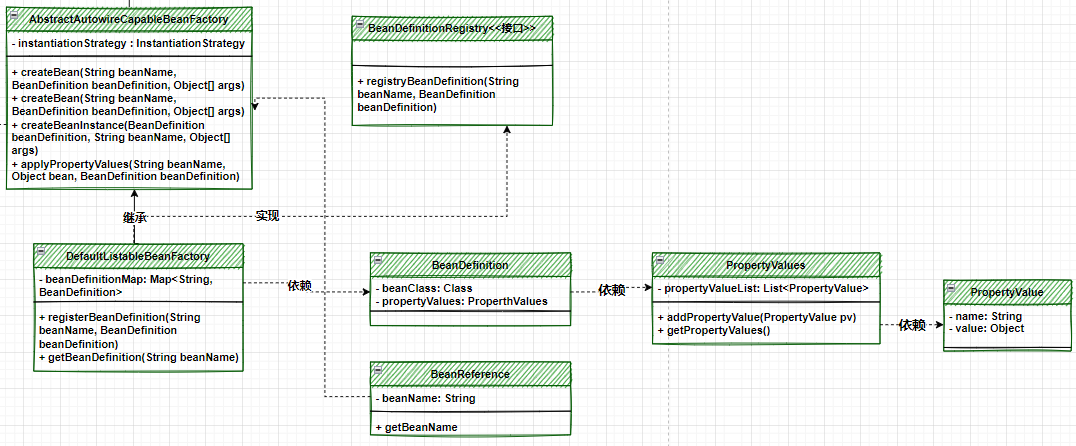 AbstractAutowireCapableBeanFactory
- instantiationStrategy : InstantiationStrategy
+ createBean(String beanName,
BeanDefinition beanDefinition, Object[] args)
+ createBean(String beanName,
BeanDefinition beanDefinition, Object[] args)
+ createBeanInstance(BeanDefinition
beanDefinition, String beanName, Object[]
args)
+ applyPropertyValues(String beanName,
Object bean, BeanDefinition beanDefinition)
BeanDefinitionRegistry<<接口>>
+ registryBeanDefinition(String
beanName, BeanDefinition
beanDefinition)
继承
实现
DefaultListableBeanFactory
- beanDefinitionMap: Map<String,
BeanDefinition>
+ registerBeanDefinition(String
beanName, BeanDefinition
beanDefinition)
+ getBeanDefinition(String beanName)
依赖
BeanDefinition
- beanClass: Class
- propertyValues: ProperthValues
依赖
PropertyValues
- propertyValueList: List<PropertyValue>
+ addPropertyValue(PropertyValue pv)
+ getPropertyValues()
依赖
PropertyValue
- name: String
- value: Object
BeanReference
- beanName: String
+ getBeanName